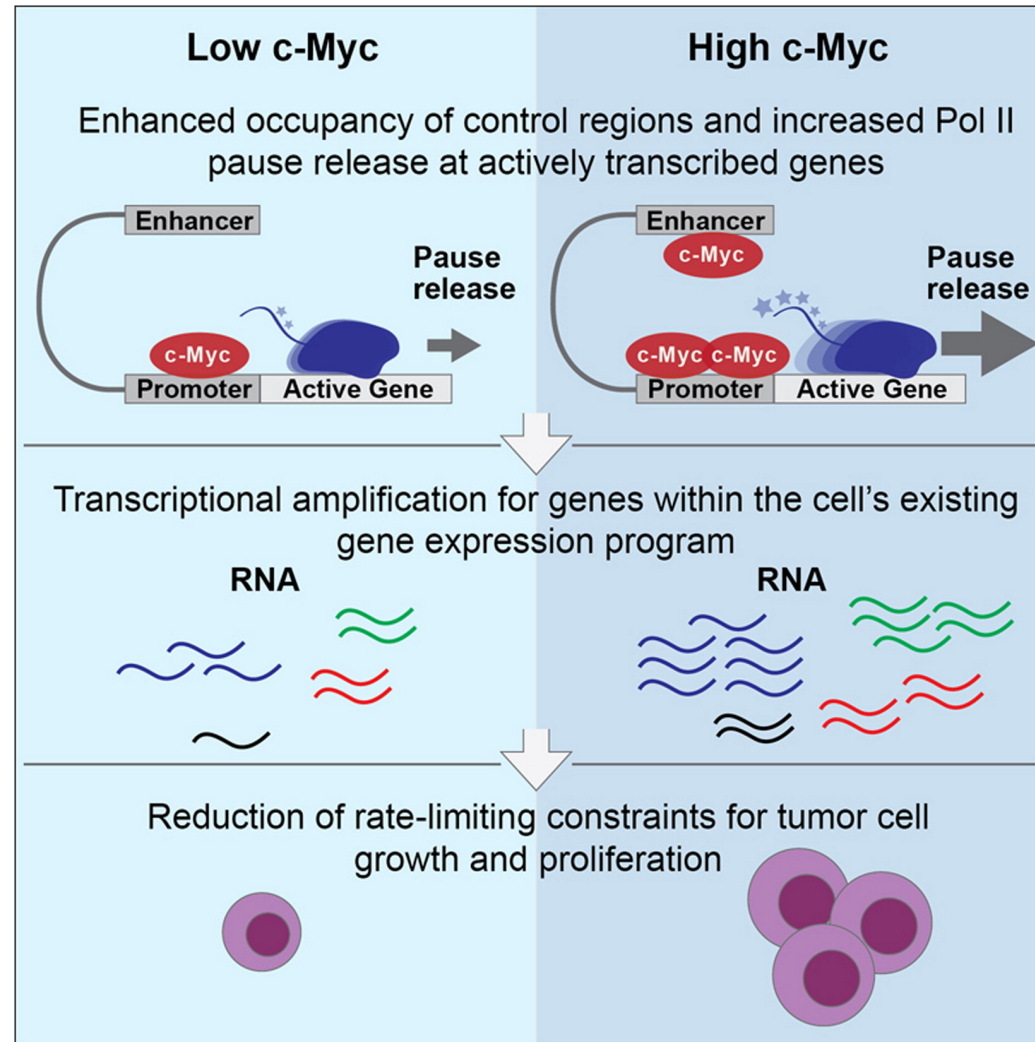 Low c-Myc
High c-Myc
Enhanced occupancy of control regions and increased Pol II
pause release at actively transcribed genes
Enhancer
Pause
release
c-Myc
Promoter
Active Gene
Enhancer
c-Myc
Pause
release
c-Myc
c-Myc
Promoter
Active Gene
Transcriptional amplification for genes within the cell's existing
gene expression program
RNA
RNA
Reduction of rate-limiting constraints for tumor cell
growth and proliferation